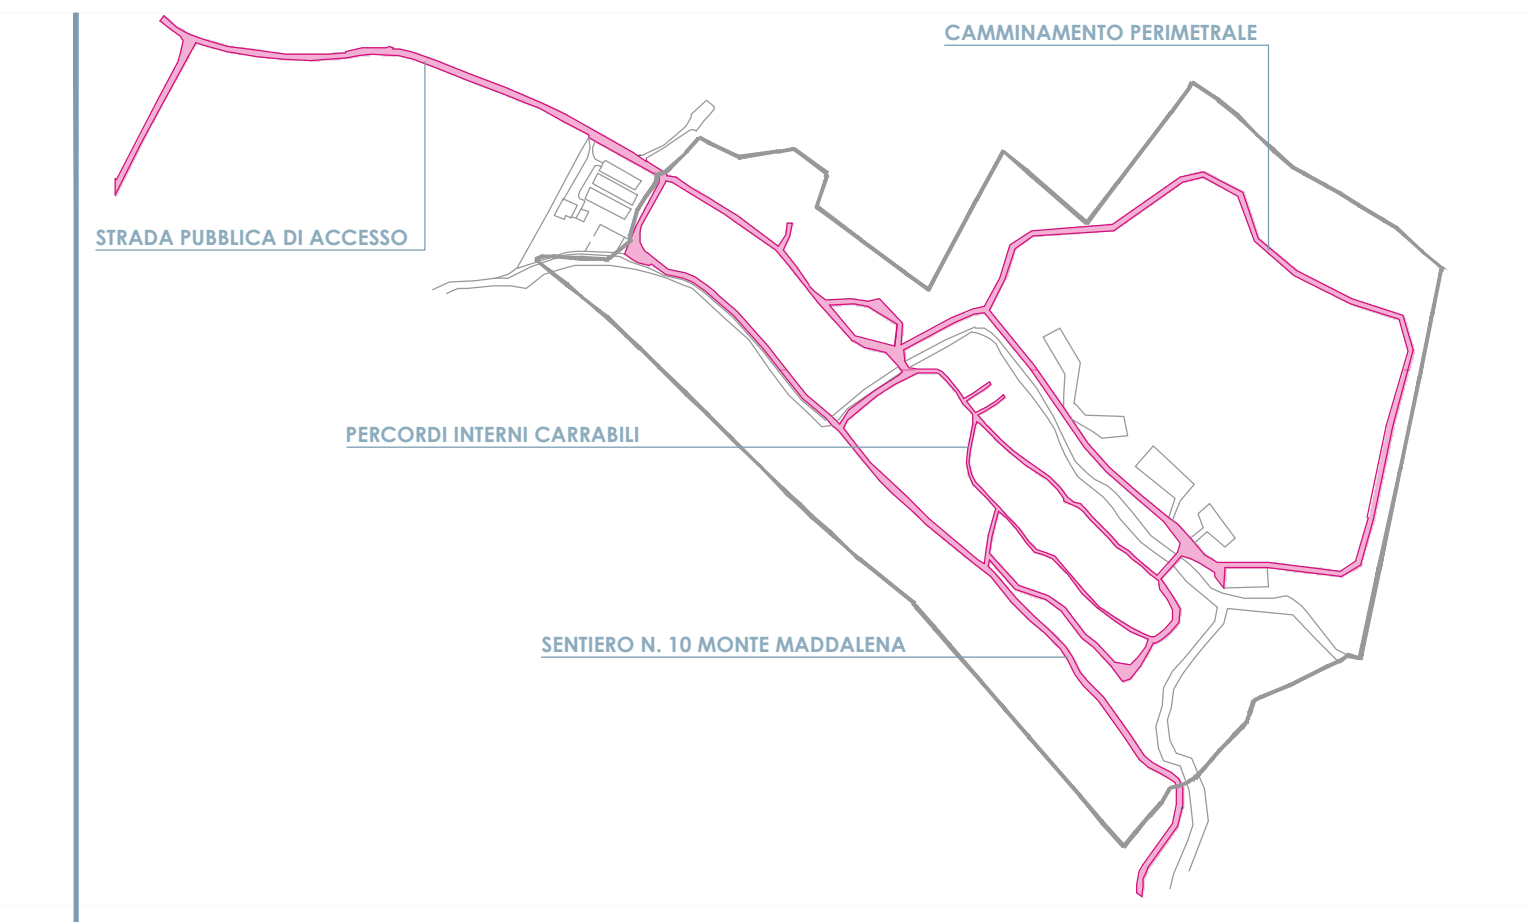 CAMMINAMENTO PERIMETRALE
STRADA PUBBLICA DI ACCESSO
PERCORDI INTERNI CARRABILI
SENTIERO N. 10 MONTE MADDALENA